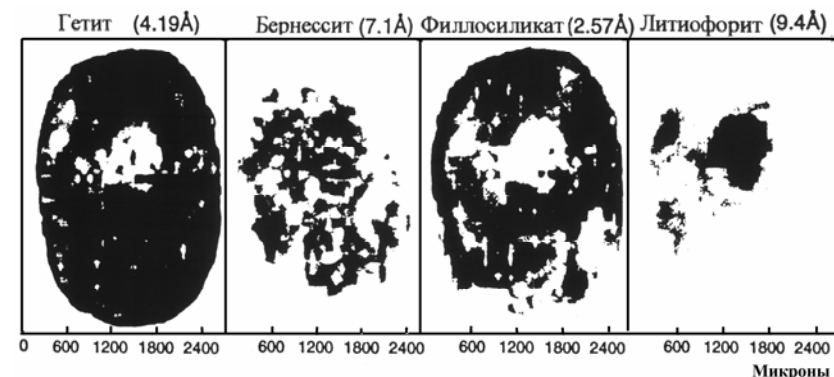 Гетит (4.19Å) Бернессит (7.1Å) Филлосиликат (2.57Å) Литиофорит (9.4Å)
0 600 1200 1800 2400 600 1200 1800 2400 600 1200 1800 2400 600 1200 1800 2400
Микроны